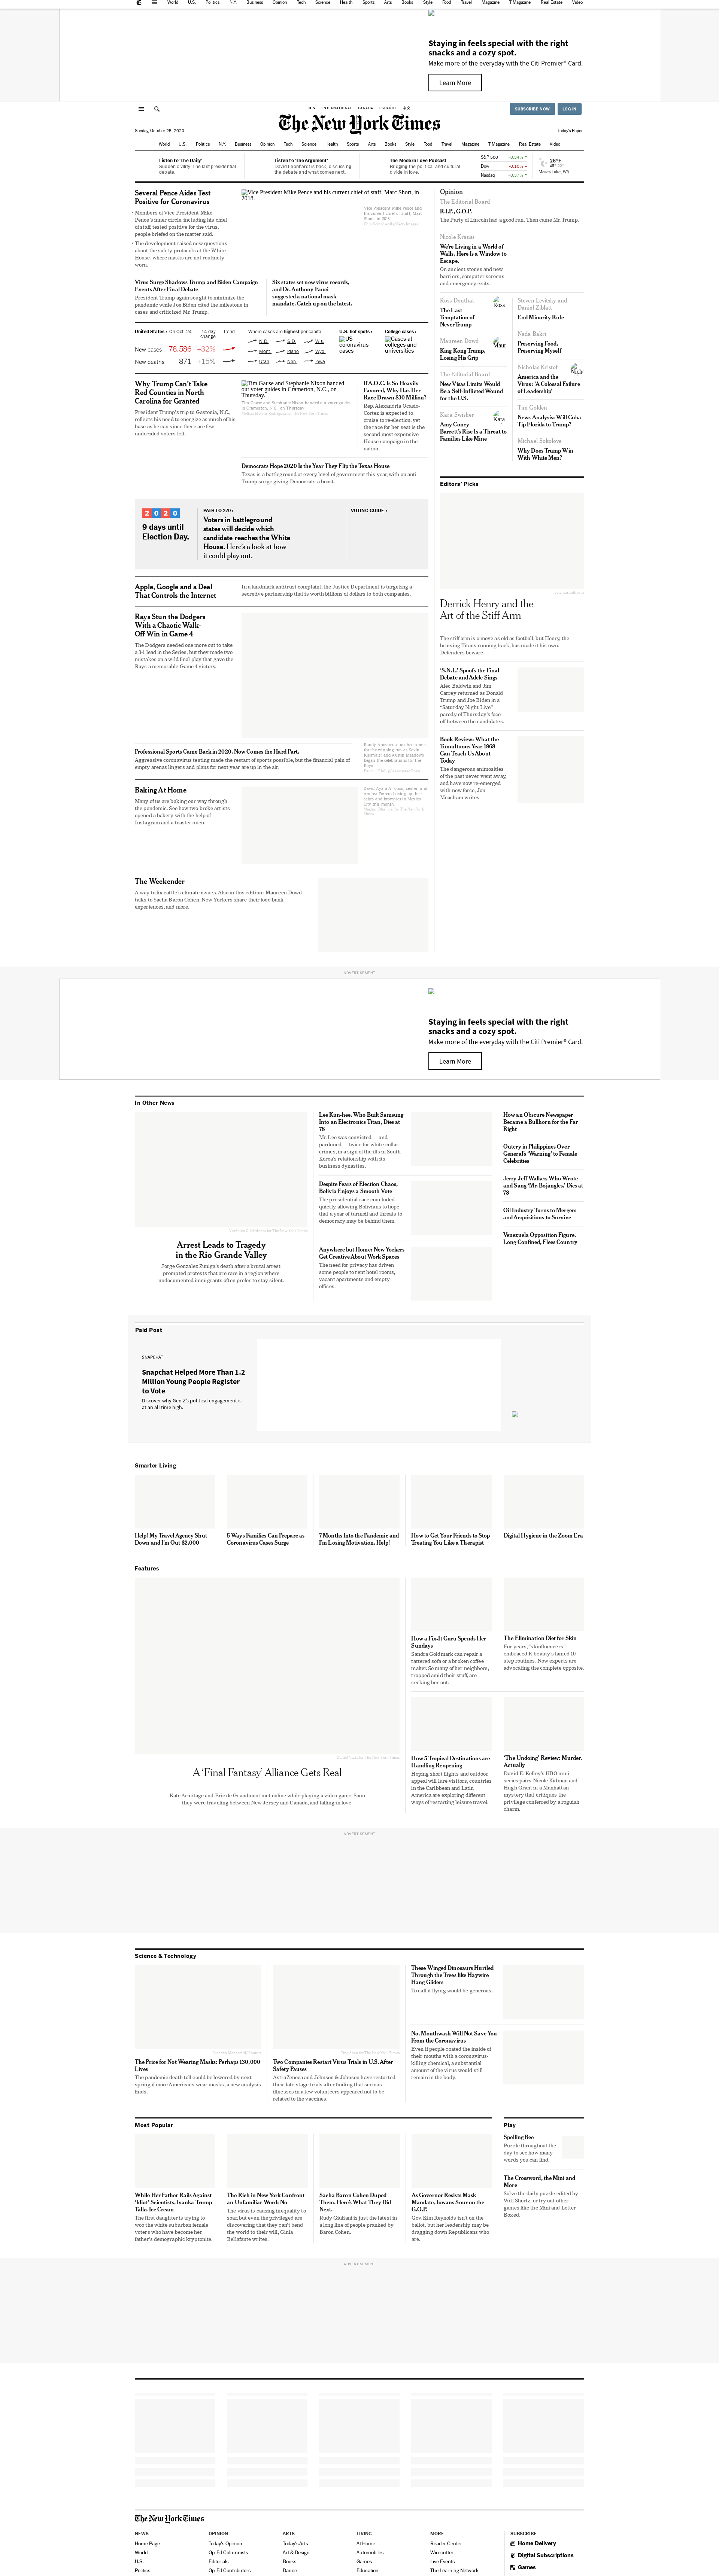 World U.S. Politics N.Y. Business Opinion Tech Science Health Sports Arts Books Style Food Travel Magazine T Magazine Real Estate Video
Staying in feels special with the right
snacks and a cozy spot.
Make more of the everyday with the Citi Premier® Card.
Learn More
U.S. INTERNATIONAL CANADA ESPAÑOL 中文
SUBSCRIBE NOW LOG IN
The New York Times
Sunday, October 25, 2020
Today's Paper
World U.S. Politics N.Y. Business Opinion Tech Science Health Sports Arts Books Style Food Travel Magazine T Magazine Real Estate Video
Listen to 'The Daily'
Sudden civility: The last presidential
debate.
Listen to 'The Argument'
David Leonhardt is back, discussing
the debate and what comes next.
The Modern Love Podcast
Bridging the political and cultural
divide in love.
S&P 500 +0.34% ↑
Dow -0.10% ↓
Nasdaq +0.37% ↑
26°F
Moses Lake, WA
Several Pence Aides Test
Positive for Coronavirus
• Members of Vice President Mike
Pence's inner circle, including his chief
of staff, tested positive for the virus,
people briefed on the matter said.
• The development raised new questions
about the safety protocols at the White
House, where masks are not routinely
worn.
Vice President Mike Pence and his current chief of staff, Marc Short, in
2018.
Vice President Mike Pence and
his current chief of staff, Marc
Short, in 2018.
Virus Surge Shadows Trump and Biden Campaign
Events After Final Debate
President Trump again sought to minimize the
pandemic while Joe Biden cited the milestone in
cases and criticized Mr. Trump.
Six states set new virus records,
and Dr. Anthony Fauci
suggested a national mask
mandate. Catch up on the latest.
United States › On Oct. 24 14-day
change Trend
New cases 78,586 +32%
New deaths 871 +15%
Where cases are highest per capita
N.D. S.D. Wis.
Mont. Idaho Wyo.
Utah Neb. Iowa
U.S. hot spots ›
US
coronavirus
cases
College cases ›
Cases at
colleges and
universities
Why Trump Can't Take
Red Counties in North
Carolina for Granted
President Trump's trip to Gastonia, N.C.,
reflects his need to energize as much of his
base as he can since there are few
undecided voters left.
Tim Gause and Stephanie Nixon handed
out voter guides in Cramerton, N.C., on
Thursday.
Tim Gause and Stephanie Nixon handed out voter guides
in Cramerton, N.C., on Thursday.
If A.O.C. Is So Heavily
Favored, Why Has Her
Race Drawn $30 Million?
Rep. Alexandria Ocasio-
Cortez is expected to
cruise to re-election, but
the race for her seat is the
second most expensive
House campaign in the
nation.
Democrats Hope 2020 Is the Year They Flip the Texas House
Texas is a battleground at every level of government this year, with an anti-
Trump surge giving Democrats a boost.
2020
9 days until
Election Day.
PATH TO 270 ›
Voters in battleground
states will decide which
candidate reaches the White
House. Here's a look at how
it could play out.
VOTING GUIDE ›
Apple, Google and a Deal
That Controls the Internet
In a landmark antitrust complaint, the Justice Department is targeting a
secretive partnership that is worth billions of dollars to both companies.
Rays Stun the Dodgers
With a Chaotic Walk-
Off Win in Game 4
The Dodgers needed one more out to take
a 3-1 lead in the Series, but they made two
mistakes on a wild final play that gave the
Rays a memorable Game 4 victory.
Professional Sports Came Back in 2020. Now Comes the Hard Part.
Aggressive coronavirus testing made the restart of sports possible, but the financial pain of
empty arenas lingers and plans for next year are up in the air.
Baking At Home
Many of us are baking our way through
the pandemic. See how two broke artists
opened a bakery with the help of
Instagram and a toaster oven.
The Weekender
A way to fix cattle's climate issues. Also in this edition: Maureen Dowd
talks to Sacha Baron Cohen, New Yorkers share their food bank
experiences, and more.
Opinion
The Editorial Board
R.I.P., G.O.P.
The Party of Lincoln had a good run. Then came Mr. Trump.
Nicole Krauss
We're Living in a World of
Walls. Here Is a Window to
Escape.
On ancient stones and new
barriers, computer screens
and emergency exits.
Ross Douthat
The Last
Temptation of
NeverTrump
Maureen Dowd
King Kong Trump,
Losing His Grip
The Editorial Board
New Visas Limits Would
Be a Self-Inflicted Wound
for the U.S.
Kara Swisher
Amy Coney
Barrett's Rise Is a Threat to
Families Like Mine
Steven Levitsky and
Daniel Ziblatt
End Minority Rule
Neda Bakri
Preserving Food,
Preserving Myself
Nicholas Kristof
America and the
Virus: 'A Colossal Failure
of Leadership'
Tim Golden
News Analysis: Will Cuba
Tip Florida to Trump?
Michael Sokolove
Why Does Trump Win
With White Men?
Editors' Picks
Derrick Henry and the
Art of the Stiff Arm
The stiff arm is a move as old as football, but Henry, the
bruising Titans running back, has made it his own.
Defenders beware.
'S.N.L.' Spoofs the Final
Debate and Adele Sings
Alec Baldwin and Jim
Carrey returned as Donald
Trump and Joe Biden in a
"Saturday Night Live"
parody of Thursday's face-
off between the candidates.
Book Review: What the
Tumultuous Year 1968
Can Teach Us About
Today
The dangerous animosities
of the past never went away,
and have now re-emerged
with new force, Jon
Meacham writes.
ADVERTISEMENT
Staying in feels special with the right
snacks and a cozy spot.
Make more of the everyday with the Citi Premier® Card.
Learn More
In Other News
Arrest Leads to Tragedy
in the Rio Grande Valley
Jorge Gonzalez Zuniga's death after a brutal arrest
prompted protests that are rare in a region where
undocumented immigrants often prefer to stay silent.
Lee Kun-hee, Who Built Samsung
Into an Electronics Titan, Dies at
78
Mr. Lee was convicted — and
pardoned — twice for white-collar
crimes, in a sign of the ills in South
Korea's relationship with its
business dynasties.
Despite Fears of Election Chaos,
Bolivia Enjoys a Smooth Vote
The presidential race concluded
quietly, allowing Bolivians to hope
that a year of turmoil and threats to
democracy may be behind them.
Anywhere but Home: New Yorkers
Get Creative About Work Spaces
The need for privacy has driven
some people to rent hotel rooms,
vacant apartments and empty
offices.
How an Obscure Newspaper
Became a Bullhorn for the Far
Right
Outcry in Philippines Over
General's 'Warning' to Female
Celebrities
Jerry Jeff Walker, Who Wrote
and Sang 'Mr. Bojangles,' Dies at
78
Oil Industry Turns to Mergers
and Acquisitions to Survive
Venezuela Opposition Figure,
Long Confined, Flees Country
Paid Post
SNAPCHAT
Snapchat Helped More Than 1.2
Million Young People Register
to Vote
Discover why Gen Z's political engagement is
at an all time high.
Smarter Living
Help! My Travel Agency Shut
Down and I'm Out $2,000
5 Ways Families Can Prepare as
Coronavirus Cases Surge
7 Months Into the Pandemic and
I'm Losing Motivation. Help!
How to Get Your Friends to Stop
Treating You Like a Therapist
Digital Hygiene in the Zoom Era
Features
A 'Final Fantasy' Alliance Gets Real
Kate Armitage and Eric de Grandmont met online while playing a video game. Soon
they were traveling between New Jersey and Canada, and falling in love.
How a Fix-It Guru Spends Her
Sundays
Sandra Goldmark can repair a
tattered sofa or a broken coffee
maker. So many of her neighbors,
trapped amid their stuff, are
seeking her out.
The Elimination Diet for Skin
For years, "skinfluencers"
embraced K-beauty's famed 10-
step routines. Now experts are
advocating the complete opposite.
How 5 Tropical Destinations are
Handling Reopening
Hoping short flights and outdoor
appeal will lure visitors, countries
in the Caribbean and Latin
America are exploring different
ways of restarting leisure travel.
'The Undoing' Review: Murder,
Actually
David E. Kelley's HBO mini-
series pairs Nicole Kidman and
Hugh Grant in a Manhattan
mystery that critiques the
privilege conferred by a roguish
charm.
ADVERTISEMENT
Science & Technology
The Price for Not Wearing Masks: Perhaps 130,000
Lives
The pandemic death toll could be lowered by next
spring if more Americans wear masks, a new analysis
finds.
Two Companies Restart Virus Trials in U.S. After
Safety Pauses
AstraZeneca and Johnson & Johnson have restarted
their late-stage trials after finding that serious
illnesses in a few volunteers appeared not to be
related to the vaccines.
These Winged Dinosaurs Hurtled
Through the Trees like Haywire
Hang Gliders
To call it flying would be generous.
No, Mouthwash Will Not Save You
From the Coronavirus
Even if people coated the inside of
their mouths with a coronavirus-
killing chemical, a substantial
amount of the virus would still
remain in the body.
Most Popular
While Her Father Rails Against
'Idiot' Scientists, Ivanka Trump
Talks Ice Cream
The first daughter is trying to
woo the white suburban female
voters who have become her
father's demographic kryptonite.
The Rich in New York Confront
an Unfamiliar Word: No
The virus is causing inequality to
soar, but even the privileged are
discovering that they can't bend
the world to their will, Ginia
Bellafante writes.
Sacha Baron Cohen Duped
Them. Here's What They Did
Next.
Rudy Giuliani is just the latest in
a long line of people pranked by
Baron Cohen.
As Governor Resists Mask
Mandate, Iowans Sour on the
G.O.P.
Gov. Kim Reynolds isn't on the
ballot, but her leadership may be
dragging down Republicans who
are.
Play
Spelling Bee
Puzzle throughout the
day to see how many
words you can find.
The Crossword, the Mini and
More
Solve the daily puzzle edited by
Will Shortz, or try out other
games like the Mini and Letter
Boxed.
ADVERTISEMENT
The New York Times
NEWS
Home Page
World
U.S.
Politics
OPINION
Today's Opinion
Op-Ed Columnists
Editorials
Op-Ed Contributors
ARTS
Today's Arts
Art & Design
Books
Dance
LIVING
At Home
Automobiles
Games
Education
MORE
Reader Center
Wirecutter
Live Events
The Learning Network
SUBSCRIBE
Home Delivery
Digital Subscriptions
Games